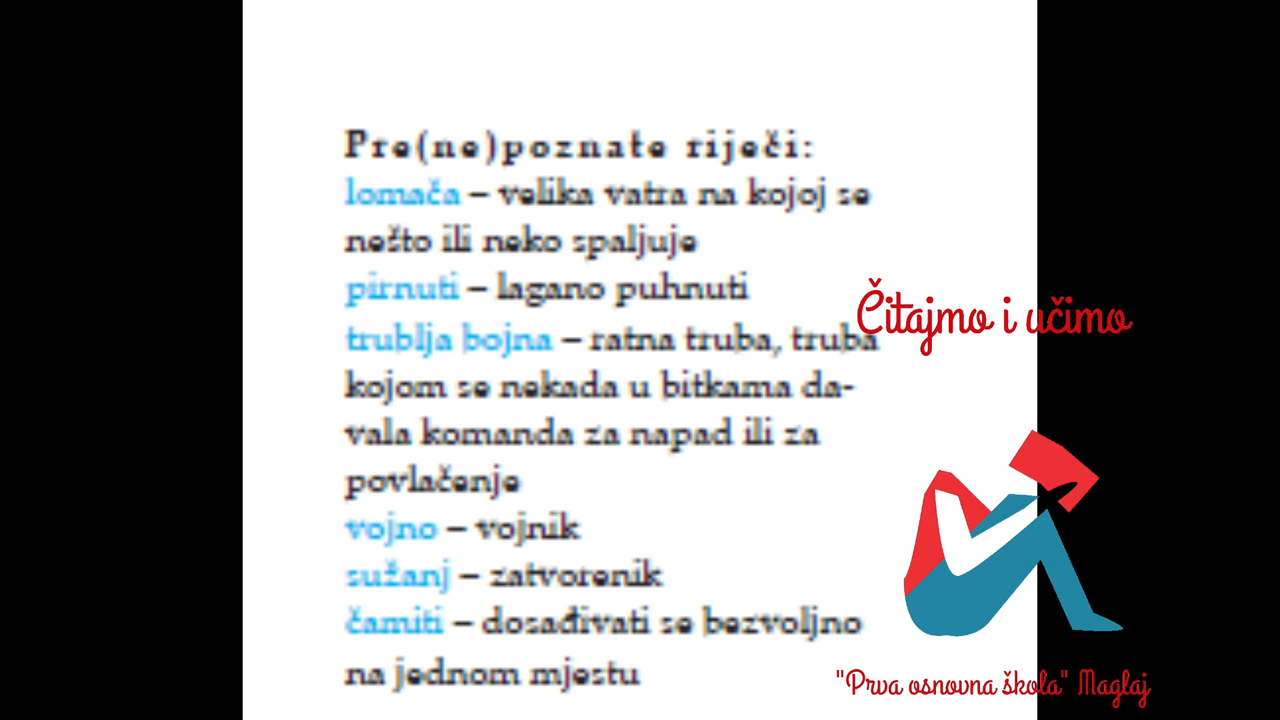 Pre(ne)poznate riječi:
lomača – velika vatra na kojoj se
nešto ili neko spaljuje
pirnuti – lagano puhnuti
trublja bojna – ratna truba, truba
kojom se nekada u bitkama da-
vala komanda za napad ili za
povlačenje
vojno – vojnik
sužanj – zatvorenik
čamiti – dosađivati se bezvoljno
na jednom mjestu
Čitajmo i učimo
"Prva osnovna škola" Maglaj